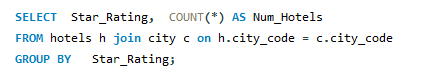 SELECT Star_Rating, COUNT(*) AS Num_Hotels
FROM hotels h join city c on h.city_code = c.city_code
GROUP BY Star_Rating;